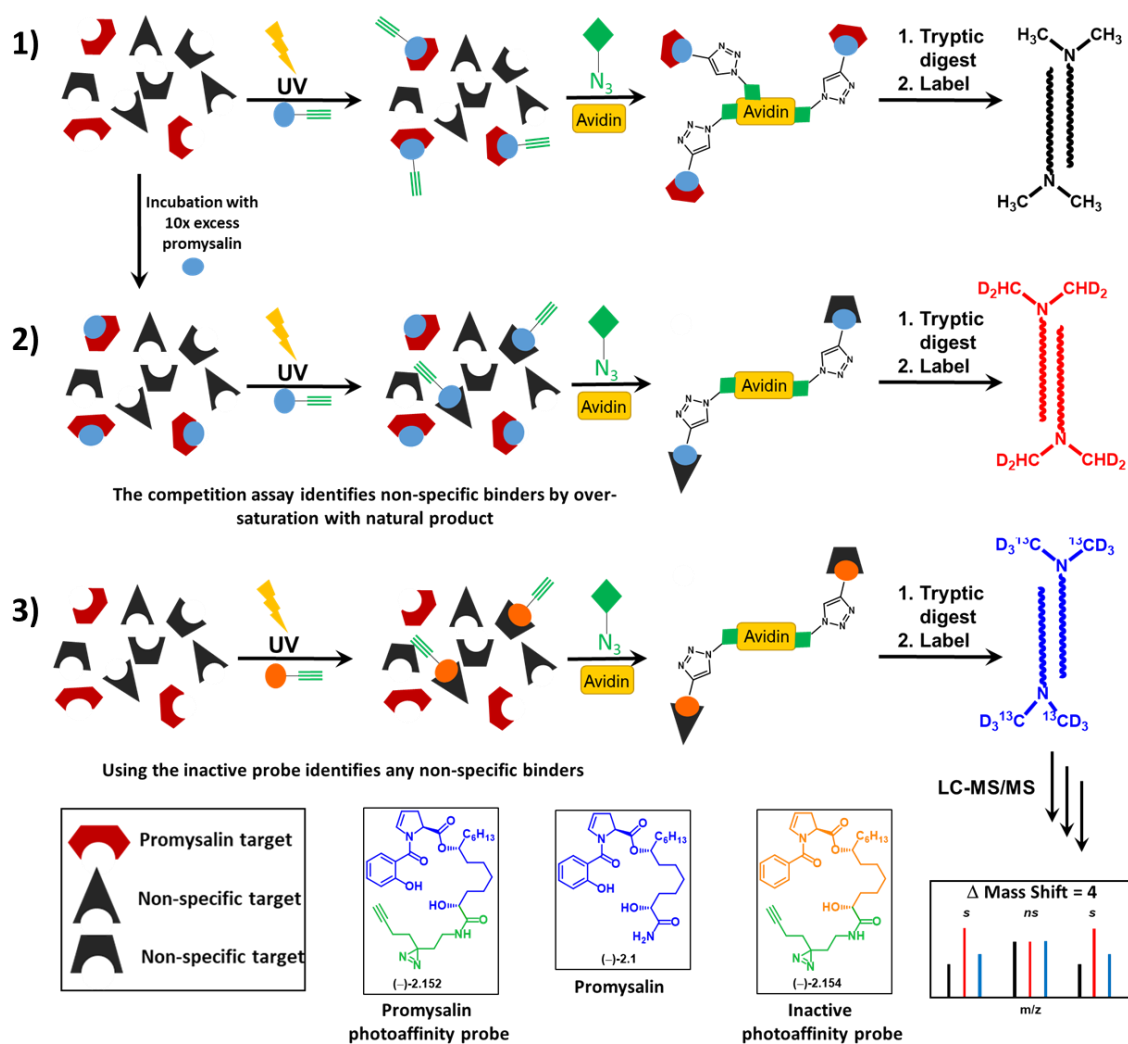 1)
UV
N3
Avidin
N
N
N
N
N
N
Avidin
N
N
N
1. Tryptic
digest
2. Label
H3C
CH3
N
N
H3C
CH3
Incubation with
10x excess
promysalin
2)
UV
N3
Avidin
N
N
N
Avidin
N
N
N
1. Tryptic
digest
2. Label
D2HC
CHD2
N
N
D2HC
CHD2
The competition assay identifies non-specific binders by over-
saturation with natural product
3)
UV
N3
Avidin
N
N
N
Avidin
N
N
N
1. Tryptic
digest
2. Label
D313C
13CD3
N
N
D313C
13CD3
Using the inactive probe identifies any non-specific binders
LC-MS/MS
Promysalin target
Non-specific target
Non-specific target
N
O
O
C6H13
O
OH
HO
O
NH
N
N
(–)-2.152
Promysalin
photoaffinity probe
N
O
O
C6H13
O
OH
HO
O
H2N
(–)-2.1
Promysalin
N
O
O
C6H13
O
HO
O
NH
N
N
(–)-2.154
Inactive
photoaffinity probe
Δ Mass Shift = 4
s ns s
m/z